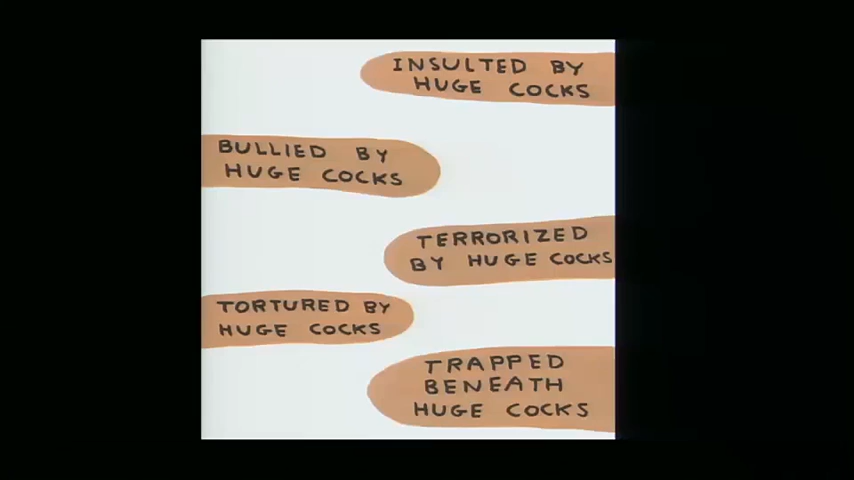 INSULTED BY
HUGE COCKS
BULLIED BY
HUGE COCKS
TERRORIZED
BY HUGE COCKS
TORTURED BY
HUGE COCKS
TRAPPED
BENEATH
HUGE COCKS